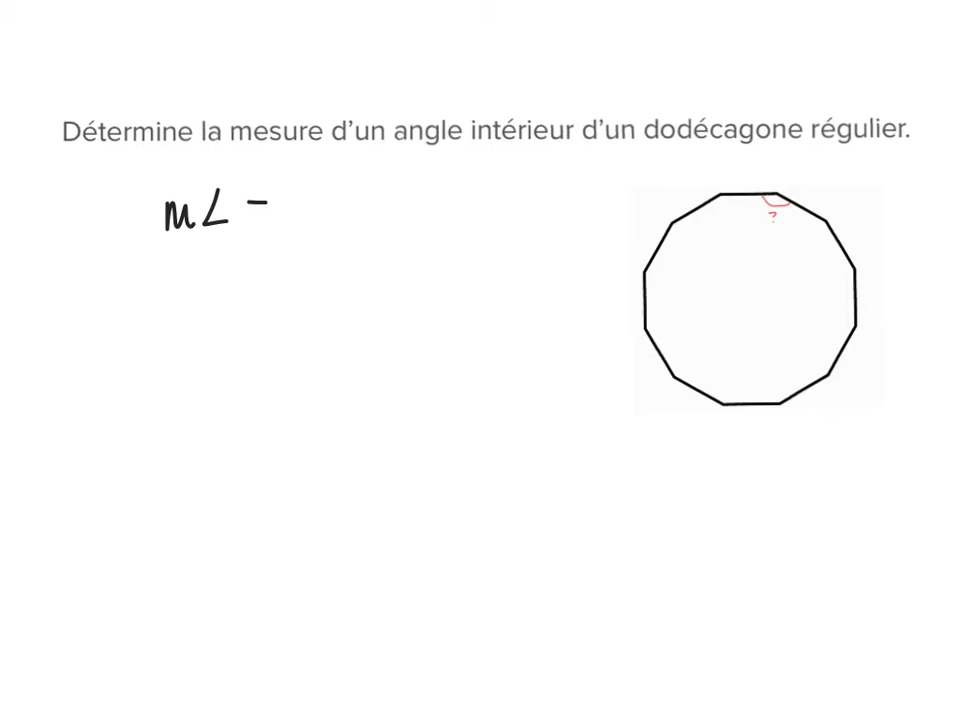 Détermine la mesure d’un angle intérieur d’un dodécagone régulier.
m∠ -
?